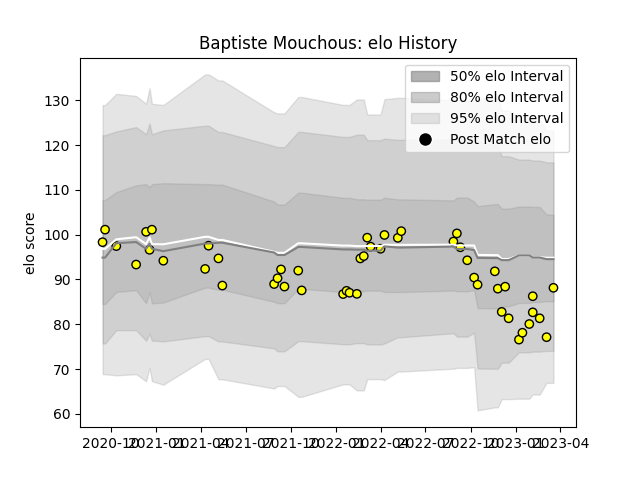 Baptiste Mouchous: elo History
50% elo Interval
80% elo Interval
95% elo Interval
Post Match elo
elo score
130
120
110
100
90
80
70
60
2020-10 2021-01 2021-04 2021-07 2021-10 2022-01 2022-04 2022-07 2022-10 2023-01 2023-04